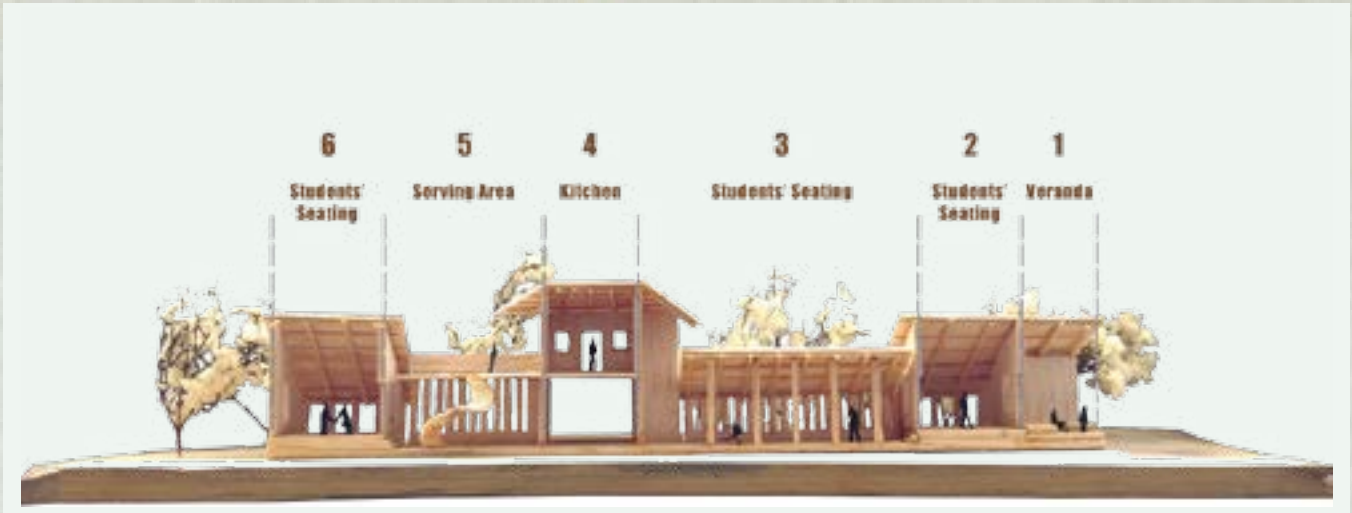 6 5 4 3 2 1
Students' Serving Area Kitchen Students' Seating Students' Veranda
Seating Seating